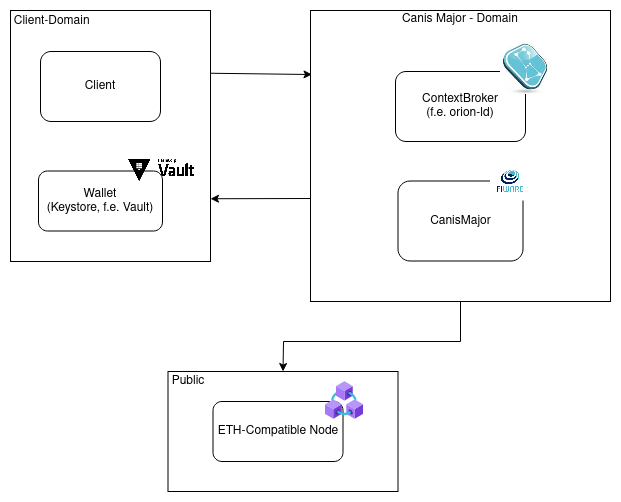 Client-Domain
Client
Vault
Wallet
(Keystore, f.e. Vault)
Canis Major - Domain
ContextBroker
(f.e. orion-ld)
FIWARE
CanisMajor
Public
ETH-Compatible Node